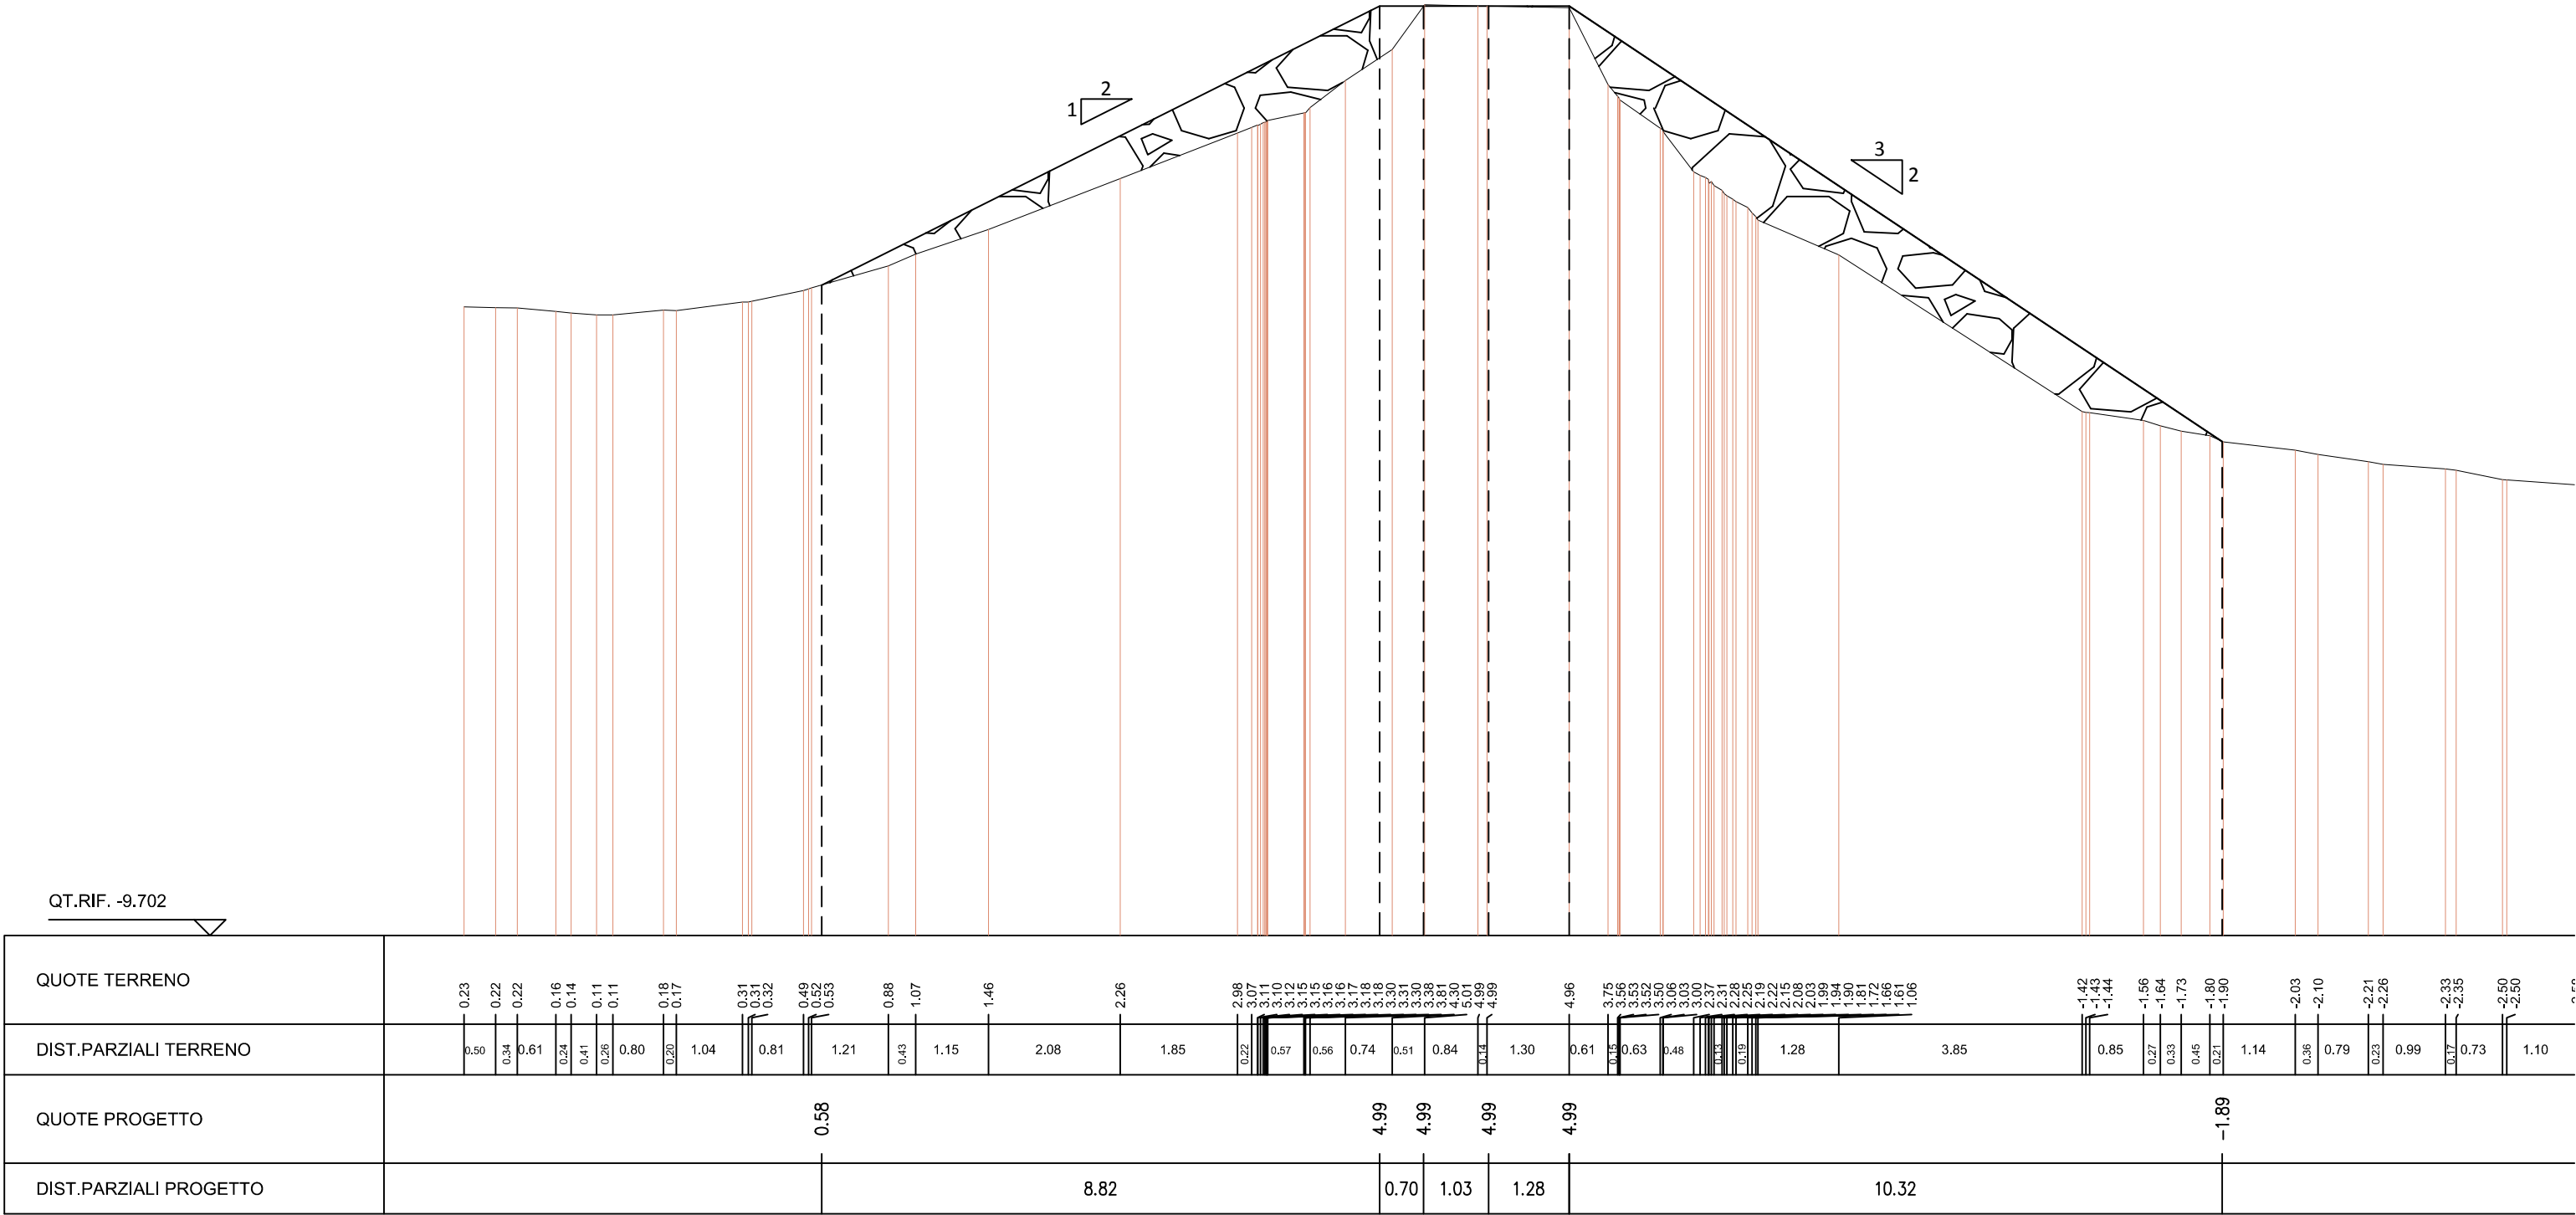 2
1
3
2
QT.RIF. -9.702
QUOTE TERRENO
0.23 0.22 0.22 0.16 0.14 0.11 0.11 0.18 0.17 0.31 0.31 0.32 0.49 0.52 0.53 0.88 1.07 1.46 2.26 2.98 3.07 3.11 3.10 3.12 3.15 3.15 3.16 3.16 3.17 3.18 3.18 3.30 3.31 3.30 3.38 3.81 4.30 5.01 4.99 4.99 4.96 3.75 3.56 3.53 3.52 3.50 3.06 3.03 3.00 2.37 2.31 2.28 2.25 2.19 2.22 2.15 2.08 2.03 1.99 1.94 1.90 1.81 1.72 1.66 1.61 1.06 -1.42 -1.43 -1.44 -1.56 -1.64 -1.73 -1.80 -1.90 -2.03 -2.10 -2.21 -2.26 -2.33 -2.35 -2.50 -2.50
DIST.PARZIALI TERRENO
0.50 0.34 0.61 0.24 0.41 0.26 0.80 0.20 1.04 0.81 1.21 0.43 1.15 2.08 1.85 0.22 0.57 0.56 0.74 0.51 0.84 0.14 1.30 0.61 0.15 0.63 0.48 0.13 0.19 1.28 3.85 0.85 0.27 0.33 0.45 0.21 1.14 0.36 0.79 0.23 0.99 0.17 0.73 1.10
QUOTE PROGETTO
0.58 4.99 4.99 4.99 4.99 -1.89
DIST.PARZIALI PROGETTO
8.82 0.70 1.03 1.28 10.32